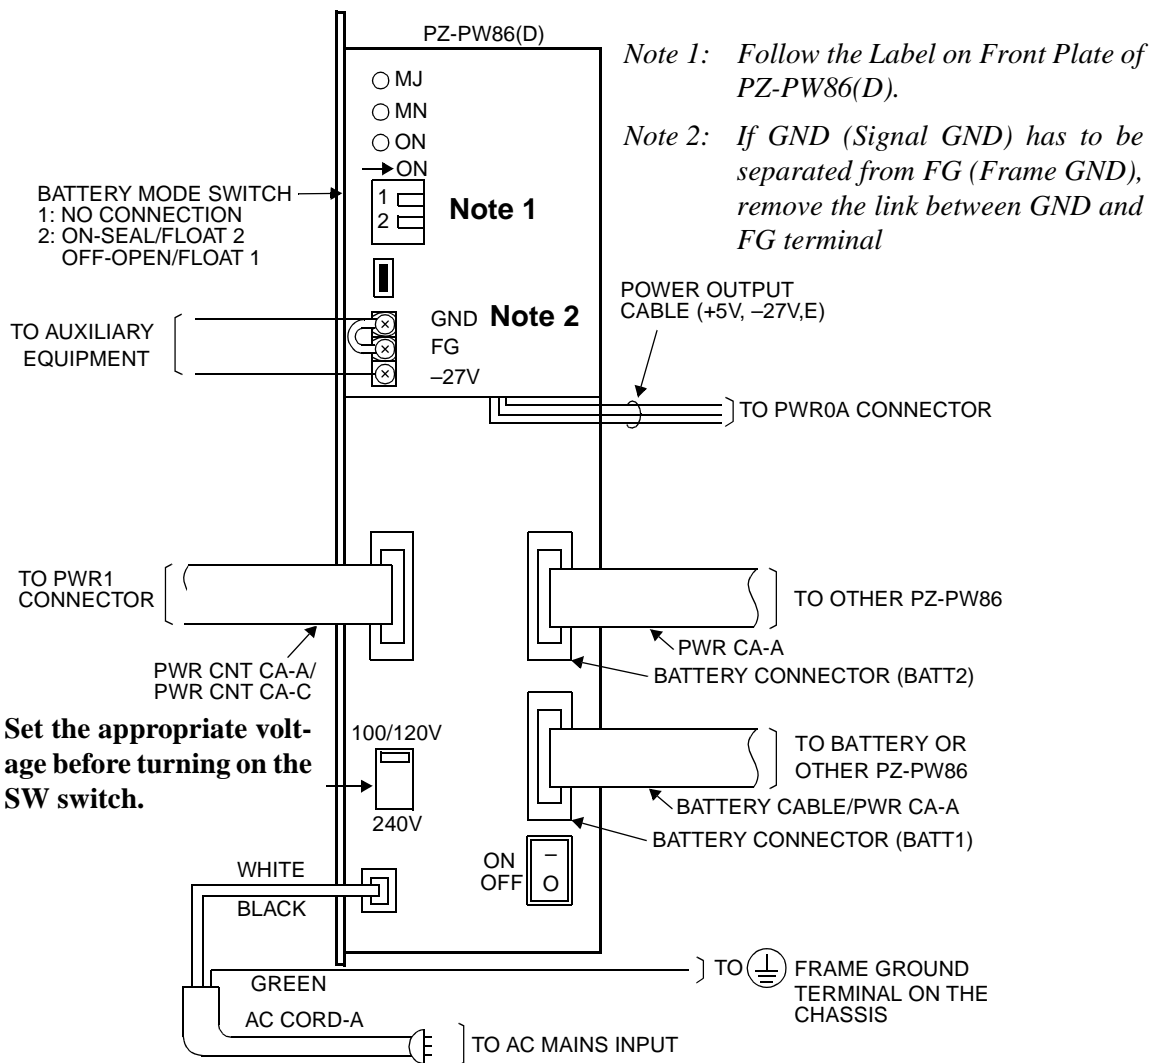 PZ-PW86(D)
MJ
MN
ON
ON
BATTERY MODE SWITCH
1: NO CONNECTION
2: ON-SEAL/FLOAT 2
OFF-OPEN/FLOAT 1
1
2
Note 1
Note 1: Follow the Label on Front Plate of
PZ-PW86(D).
Note 2: If GND (Signal GND) has to be
separated from FG (Frame GND),
remove the link between GND and
FG terminal
TO AUXILIARY
EQUIPMENT
GND
FG
–27V
Note 2
POWER OUTPUT
CABLE (+5V, –27V,E)
TO PWR0A CONNECTOR
TO PWR1
CONNECTOR
PWR CNT CA-A/
PWR CNT CA-C
TO OTHER PZ-PW86
PWR CA-A
BATTERY CONNECTOR (BATT2)
Set the appropriate volt-
age before turning on the
SW switch.
100/120V
240V
TO BATTERY OR
OTHER PZ-PW86
BATTERY CABLE/PWR CA-A
BATTERY CONNECTOR (BATT1)
ON –
OFF O
WHITE
BLACK
GREEN
AC CORD-A
TO FRAME GROUND
TERMINAL ON THE
CHASSIS
TO AC MAINS INPUT